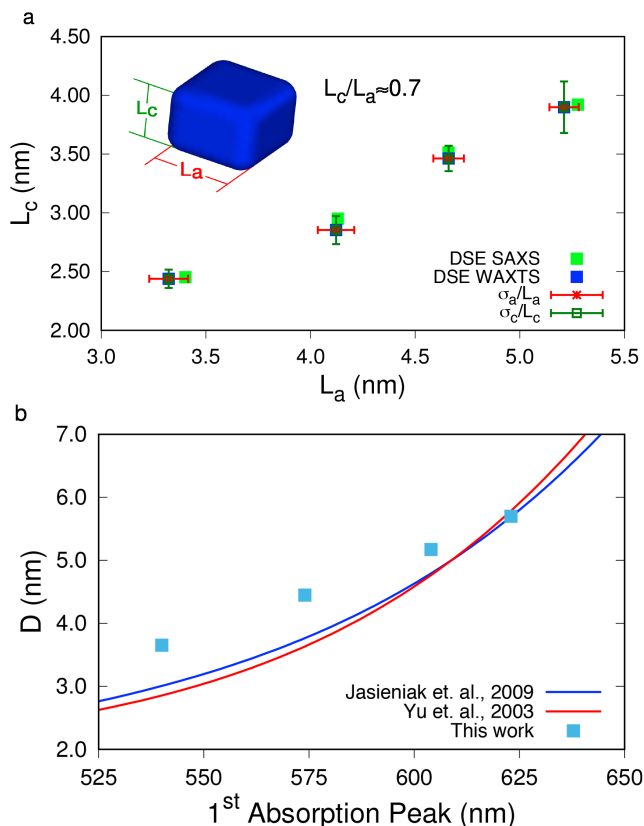 a
4.50
4.00
3.50
3.00
2.50
2.00
L_c (nm)
L_c
L_a
L_c/L_a≈0.7
DSE SAXS
DSE WAXTS
σ_a/L_a
σ_c/L_c
3.0 3.5 4.0 4.5 5.0 5.5
L_a (nm)
b
7.0
6.0
5.0
4.0
3.0
2.0
D (nm)
Jasieniak et. al., 2009
Yu et. al., 2003
This work
525 550 575 600 625 650
1^st Absorption Peak (nm)